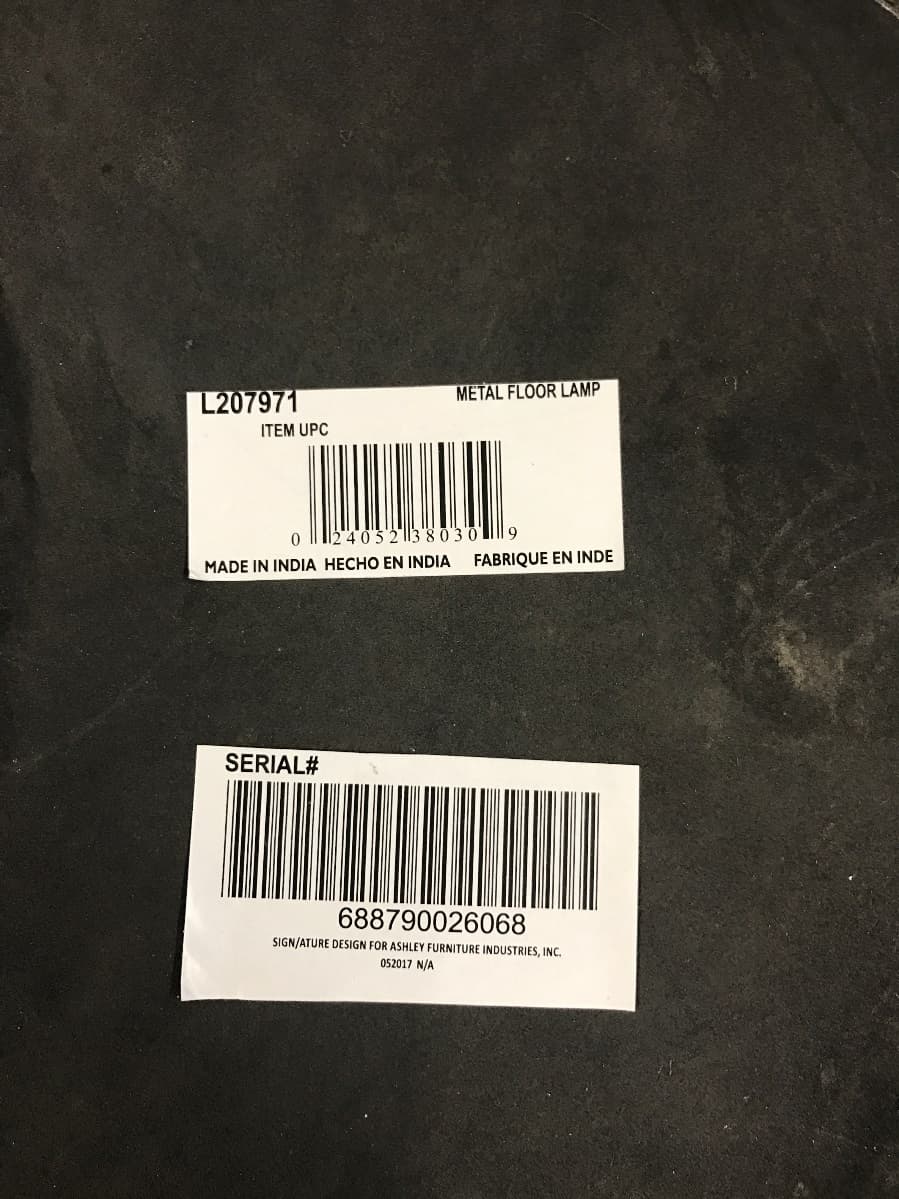 L207971 METAL FLOOR LAMP
ITEM UPC
0 24052 38030 9
MADE IN INDIA HECHO EN INDIA FABRIQUE EN INDE
SERIAL#
688790026068
SIGN/ATURE DESIGN FOR ASHLEY FURNITURE INDUSTRIES, INC.
052017 N/A